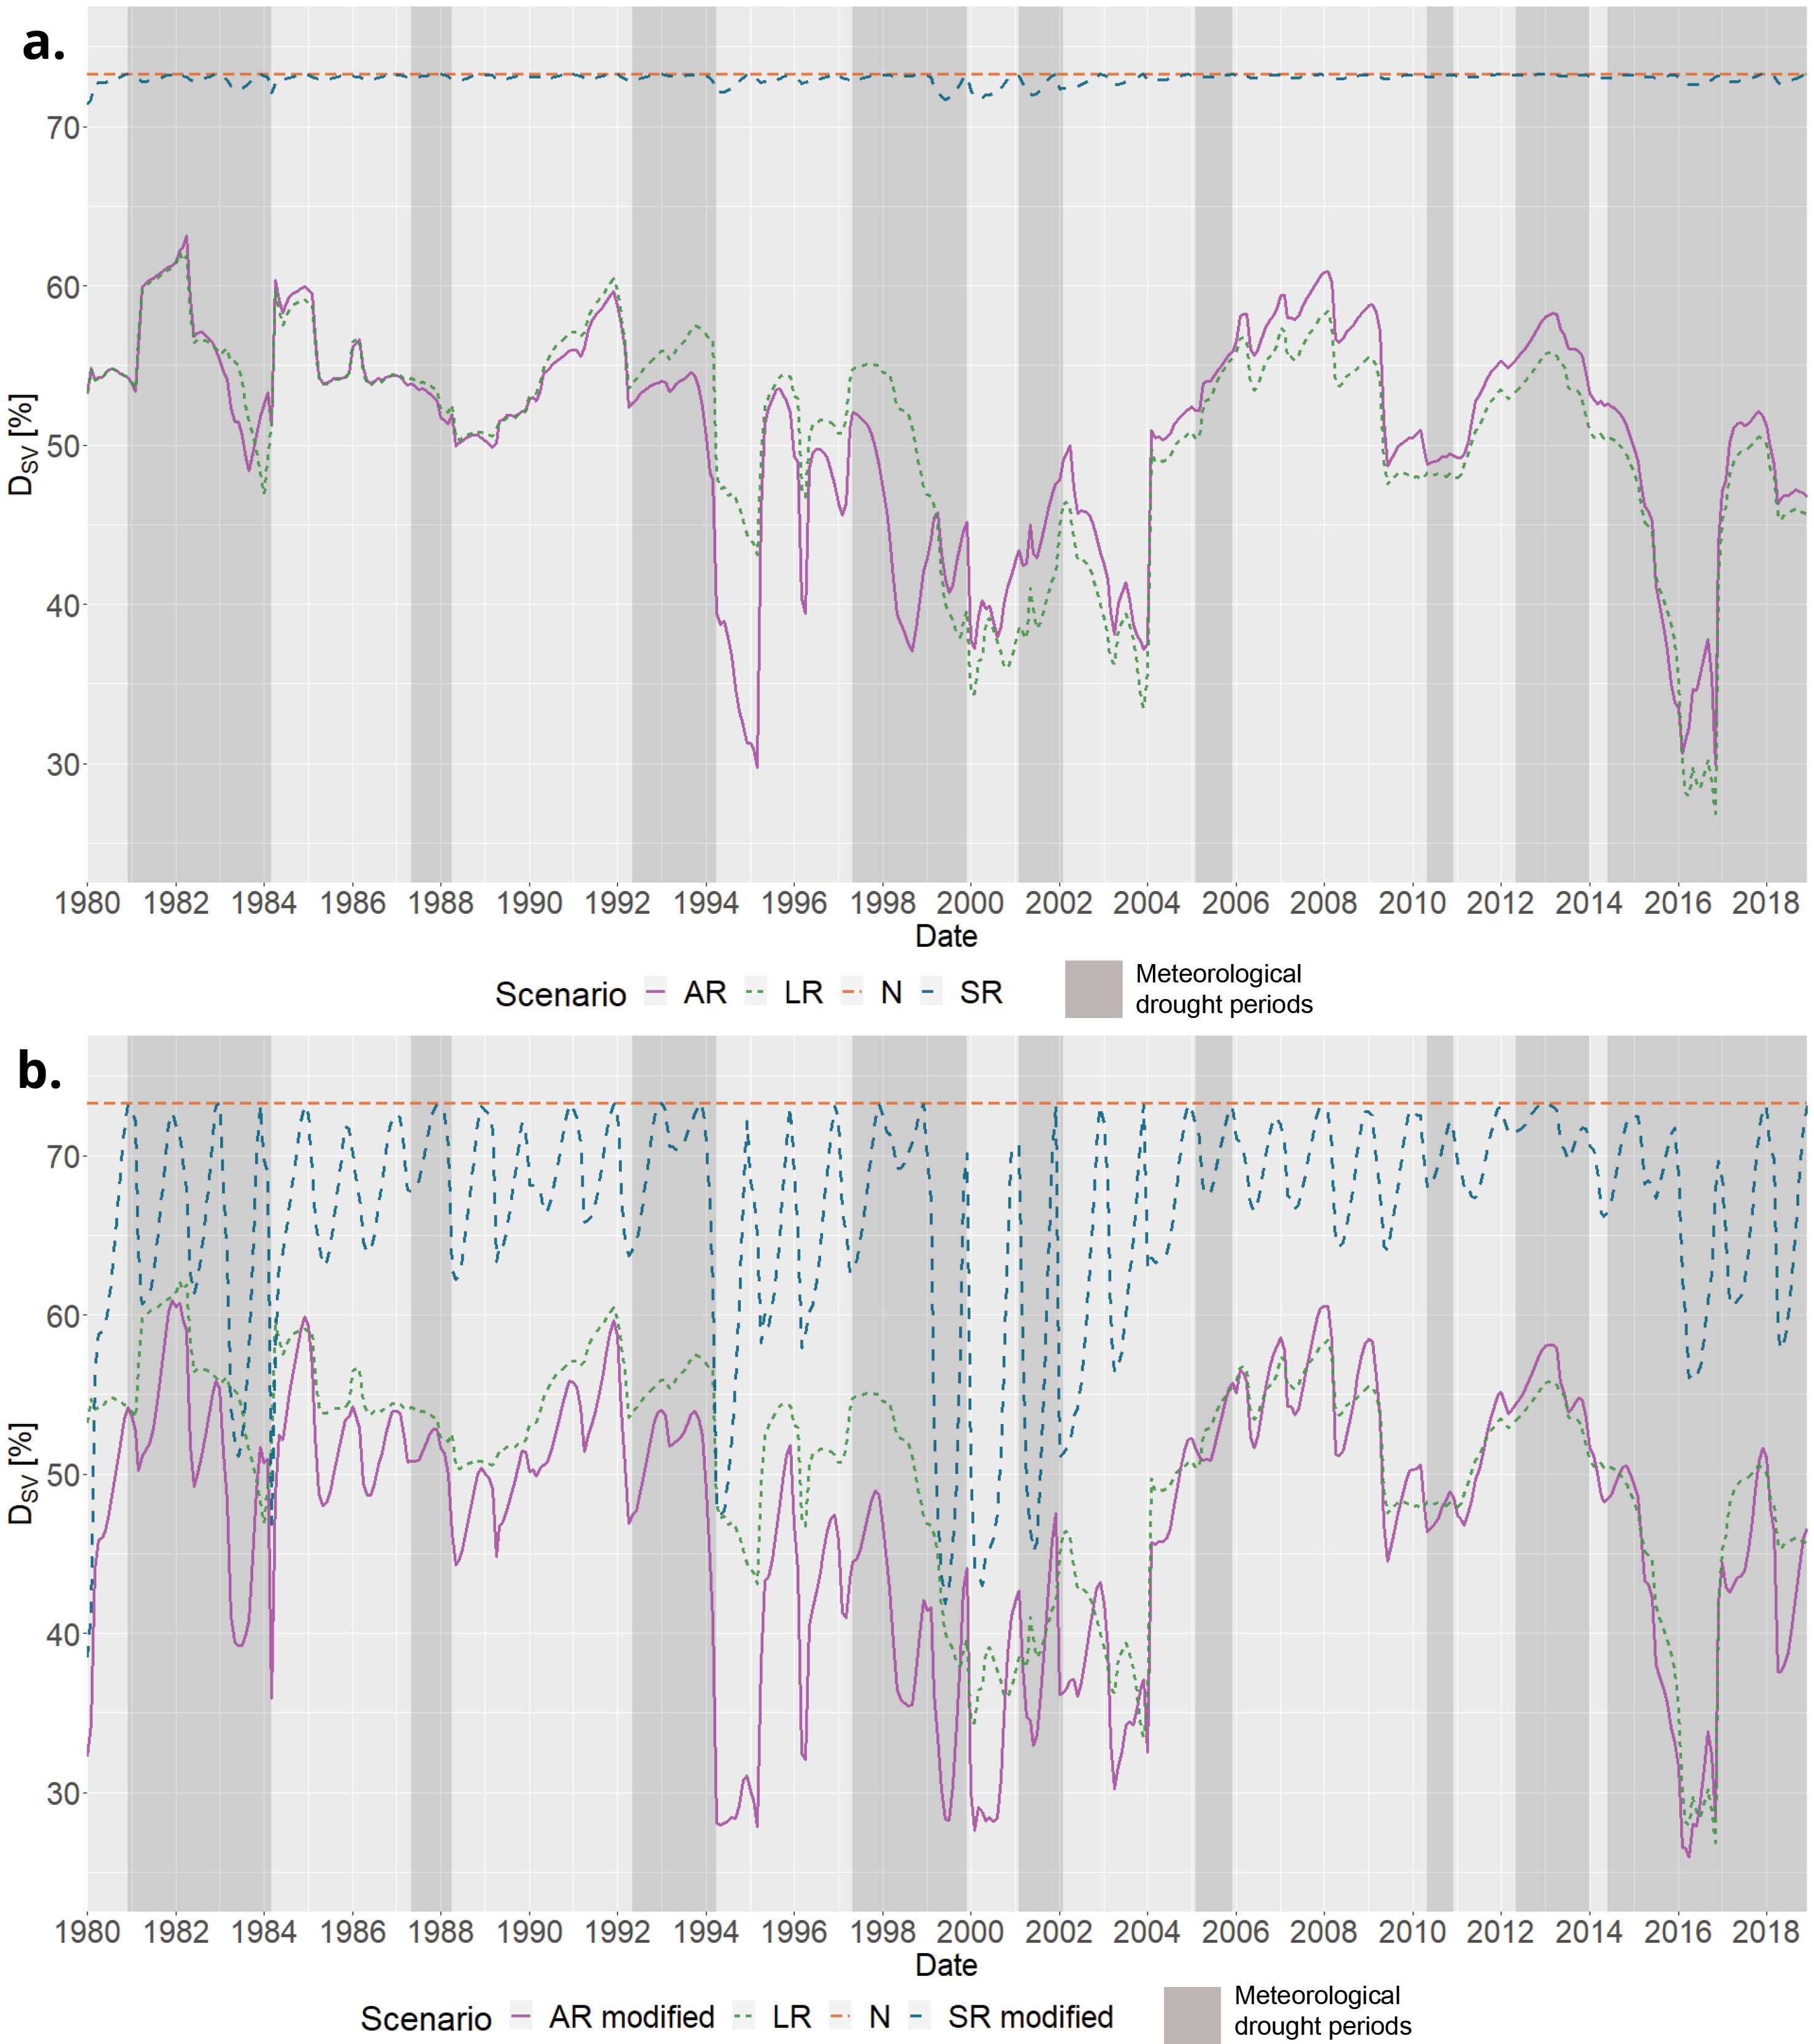 a.
D_SV [%]
70
60
50
40
30
1980 1982 1984 1986 1988 1990 1992 1994 1996 1998 2000 2002 2004 2006 2008 2010 2012 2014 2016 2018
Date
Scenario AR LR N SR
Meteorological
drought periods
b.
D_SV [%]
70
60
50
40
30
1980 1982 1984 1986 1988 1990 1992 1994 1996 1998 2000 2002 2004 2006 2008 2010 2012 2014 2016 2018
Date
Scenario AR modified LR N SR modified
Meteorological
drought periods